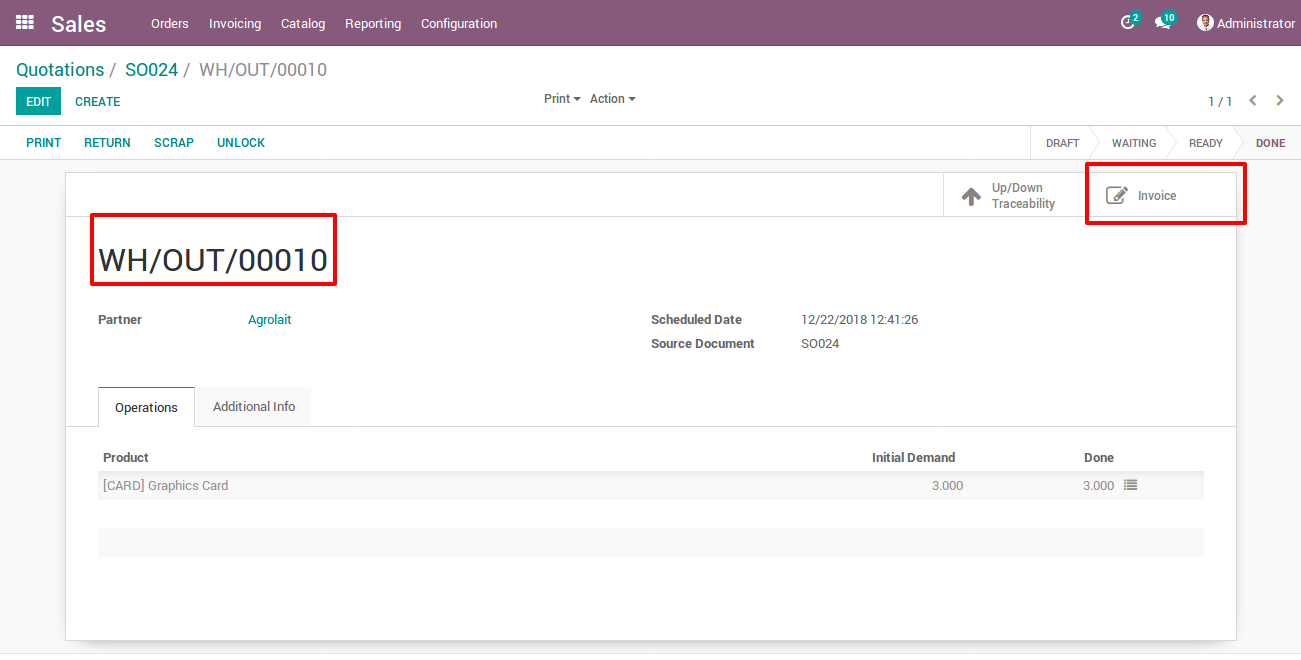 Sales Orders Invoicing Catalog Reporting Configuration 2 10 Administrator
Quotations / SO024 / WH/OUT/00010
EDIT CREATE Print Action 1 / 1
PRINT RETURN SCRAP UNLOCK DRAFT WAITING READY DONE
Up/Down
Traceability
Invoice
WH/OUT/00010
Partner Agrolait Scheduled Date 12/22/2018 12:41:26
Source Document SO024
Operations Additional Info
Product Initial Demand Done
[CARD] Graphics Card 3.000 3.000